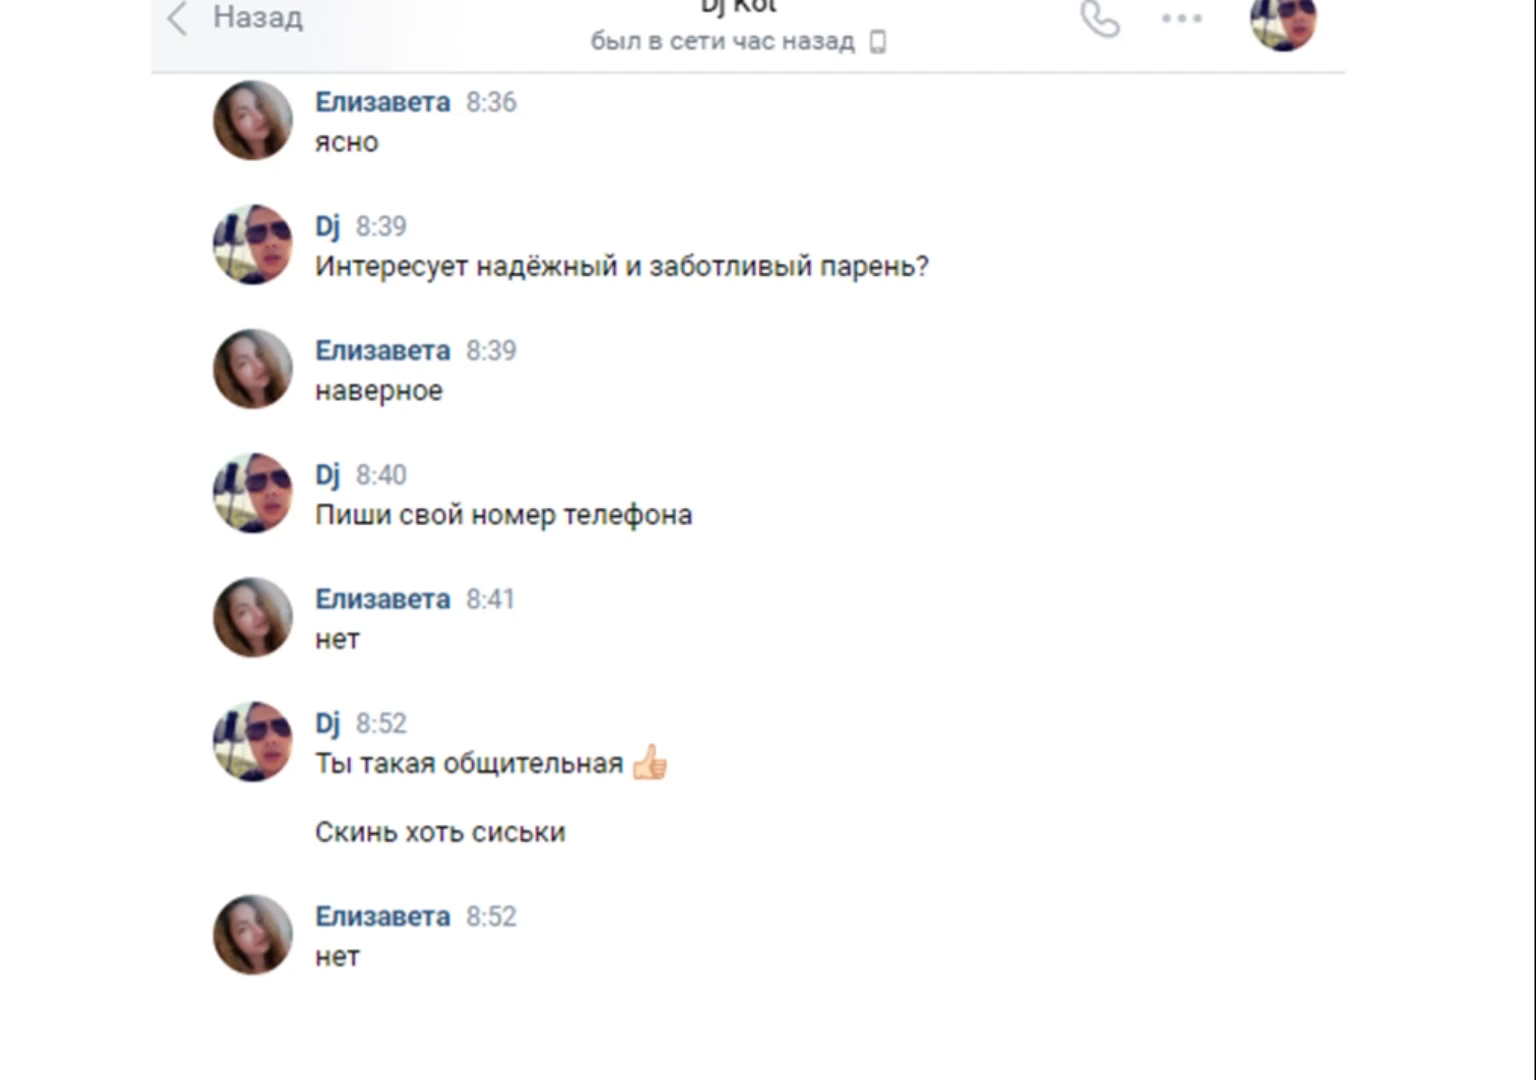 Назад
Dj Kot
был в сети час назад
Елизавета 8:36
ясно
Dj 8:39
Интересует надёжный и заботливый парень?
Елизавета 8:39
наверное
Dj 8:40
Пиши свой номер телефона
Елизавета 8:41
нет
Dj 8:52
Ты такая общительная 👍
Скинь хоть сиськи
Елизавета 8:52
нет